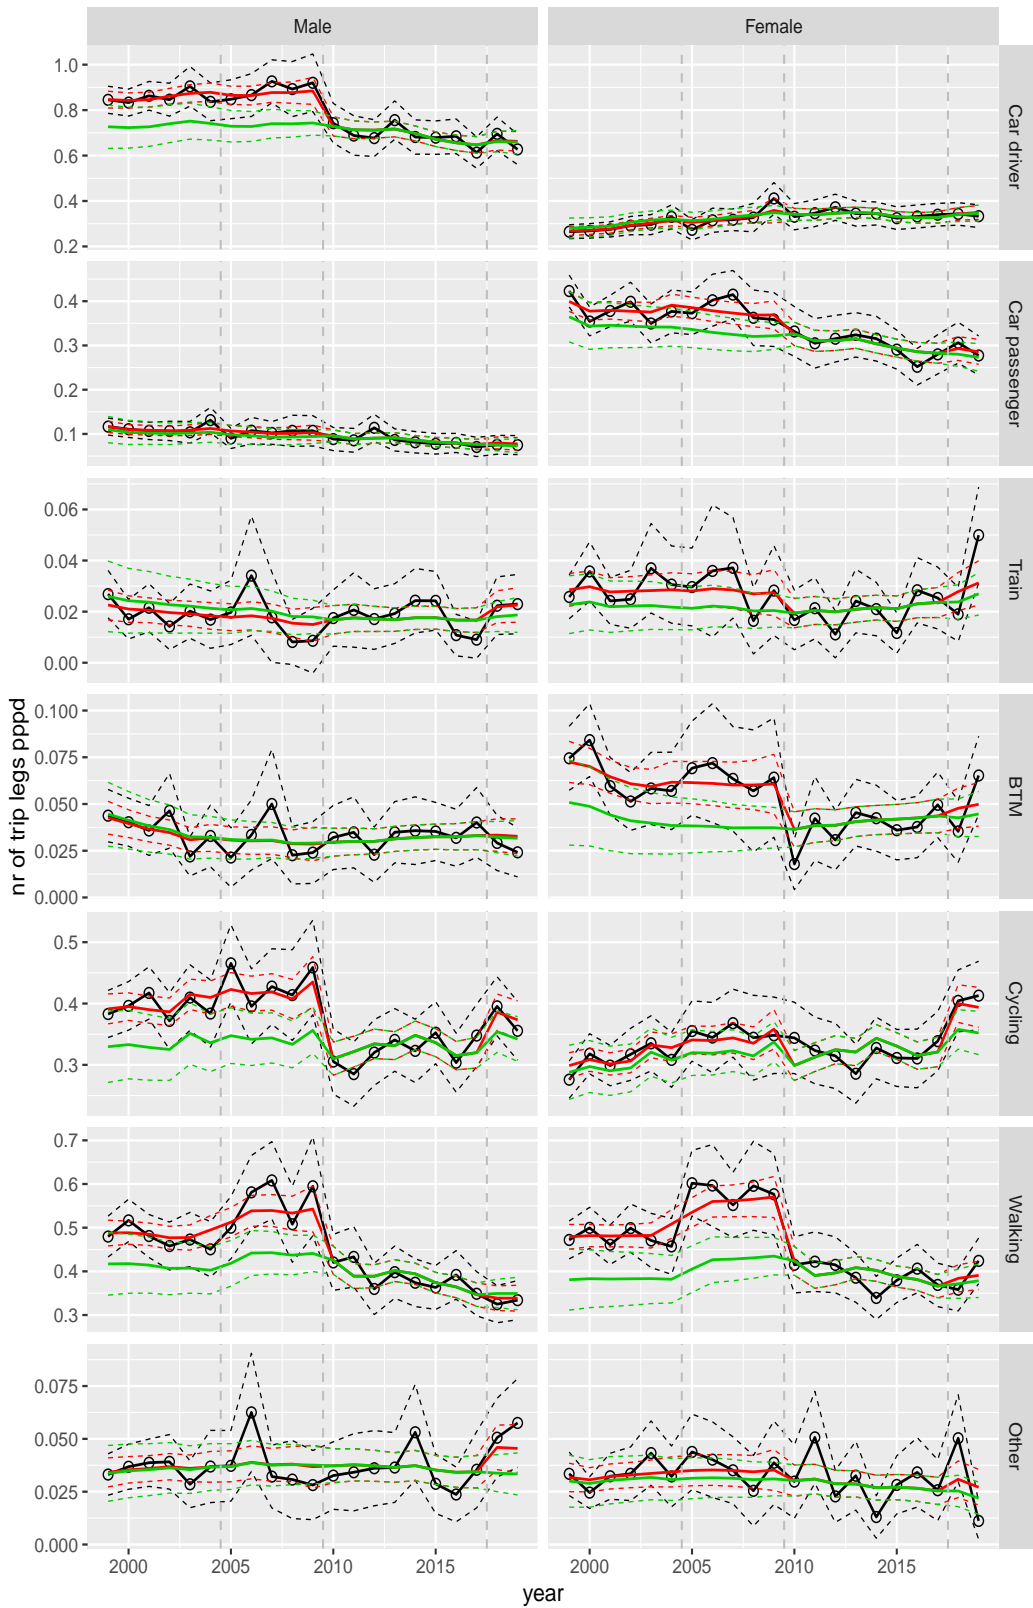 Male Female
1.0
0.8
0.6
0.4
0.2
Car driver
0.4
0.3
0.2
0.1
Car passenger
0.06
0.04
0.02
0.00
Train
0.100
0.075
0.050
0.025
0.000
BTM
nr of trip legs pppd
0.5
0.4
0.3
Cycling
0.7
0.6
0.5
0.4
0.3
Walking
0.075
0.050
0.025
0.000
Other
2000 2005 2010 2015 2000 2005 2010 2015
year